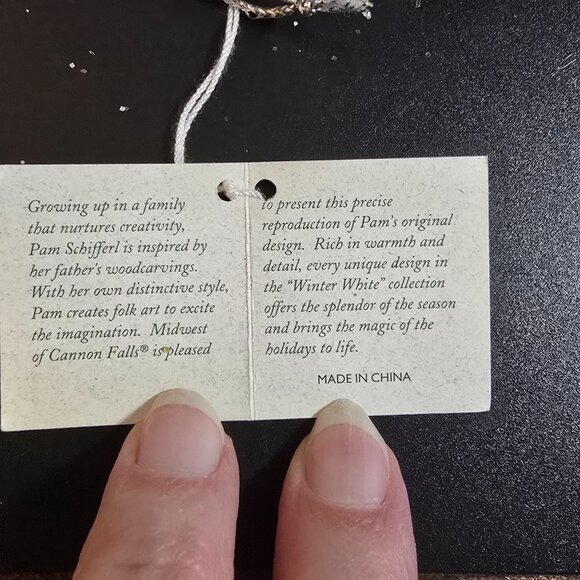 Growing up in a family
that nurtures creativity,
Pam Schifferl is inspired by
her father's woodcarvings.
With her own distinctive style,
Pam creates folk art to excite
the imagination. Midwest
of Cannon Falls® is pleased
to present this precise
reproduction of Pam's original
design. Rich in warmth and
detail, every unique design in
the "Winter White" collection
offers the splendor of the season
and brings the magic of the
holidays to life.
MADE IN CHINA